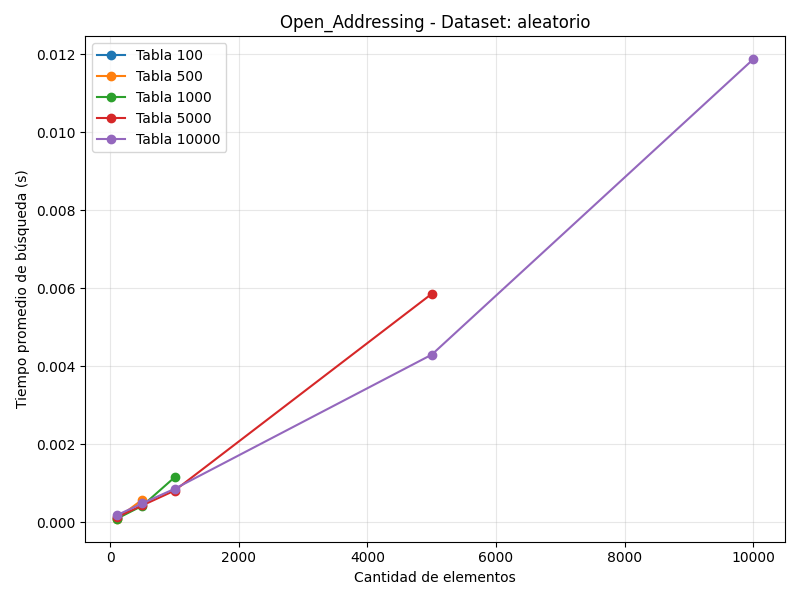 Open_Addressing - Dataset: aleatorio
Tabla 100
Tabla 500
Tabla 1000
Tabla 5000
Tabla 10000
Tiempo promedio de búsqueda (s)
0.012
0.010
0.008
0.006
0.004
0.002
0.000
0 2000 4000 6000 8000 10000
Cantidad de elementos